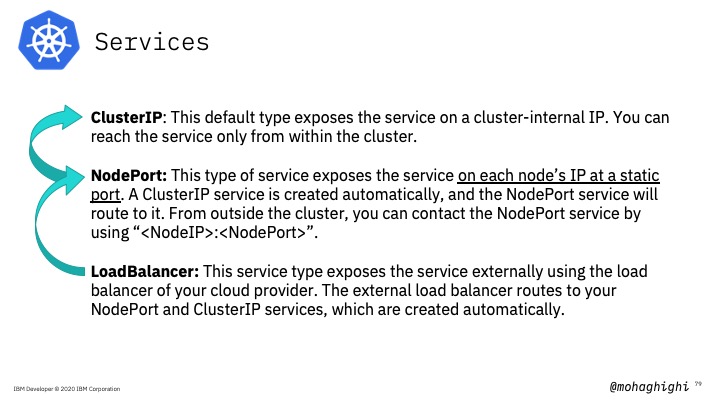 Services
ClusterIP: This default type exposes the service on a cluster-internal IP. You can
reach the service only from within the cluster.
NodePort: This type of service exposes the service on each node’s IP at a static
port. A ClusterIP service is created automatically, and the NodePort service will
route to it. From outside the cluster, you can contact the NodePort service by
using “<NodeIP>:<NodePort>”.
LoadBalancer: This service type exposes the service externally using the load
balancer of your cloud provider. The external load balancer routes to your
NodePort and ClusterIP services, which are created automatically.
IBM Developer © 2020 IBM Corporation
@mohaghighi 79